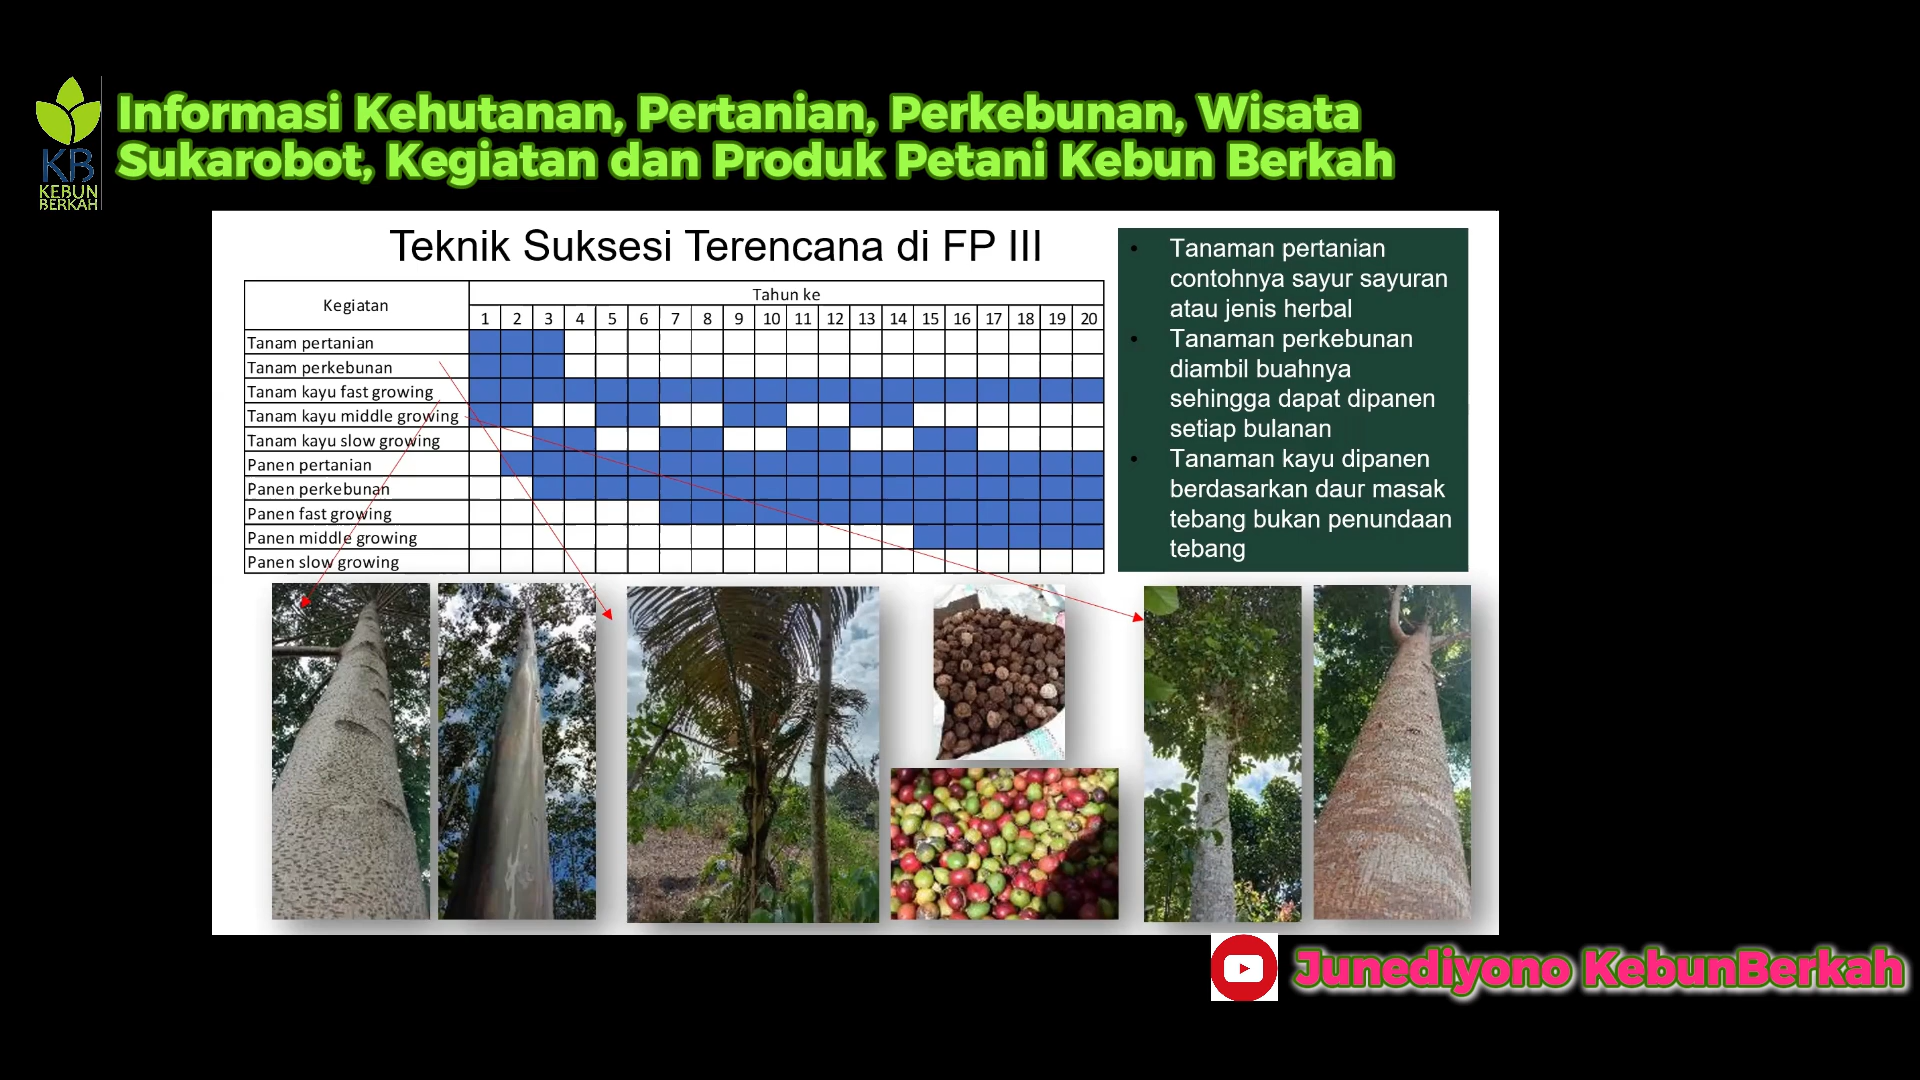 Informasi Kehutanan, Pertanian, Perkebunan, Wisata
Sukarobot, Kegiatan dan Produk Petani Kebun Berkah
KB
KEBUN
BERKAH
Teknik Suksesi Terencana di FP III
Kegiatan
Tahun ke
1 2 3 4 5 6 7 8 9 10 11 12 13 14 15 16 17 18 19 20
Tanam pertanian
Tanam perkebunan
Tanam kayu fast growing
Tanam kayu middle growing
Tanam kayu slow growing
Panen pertanian
Panen perkebunan
Panen fast growing
Panen middle growing
Panen slow growing
• Tanaman pertanian
contohnya sayur sayuran
atau jenis herbal
• Tanaman perkebunan
diambil buahnya
sehingga dapat dipanen
setiap bulanan
• Tanaman kayu dipanen
berdasarkan daur masak
tebang bukan penundaan
tebang
Junediyono KebunBerkah